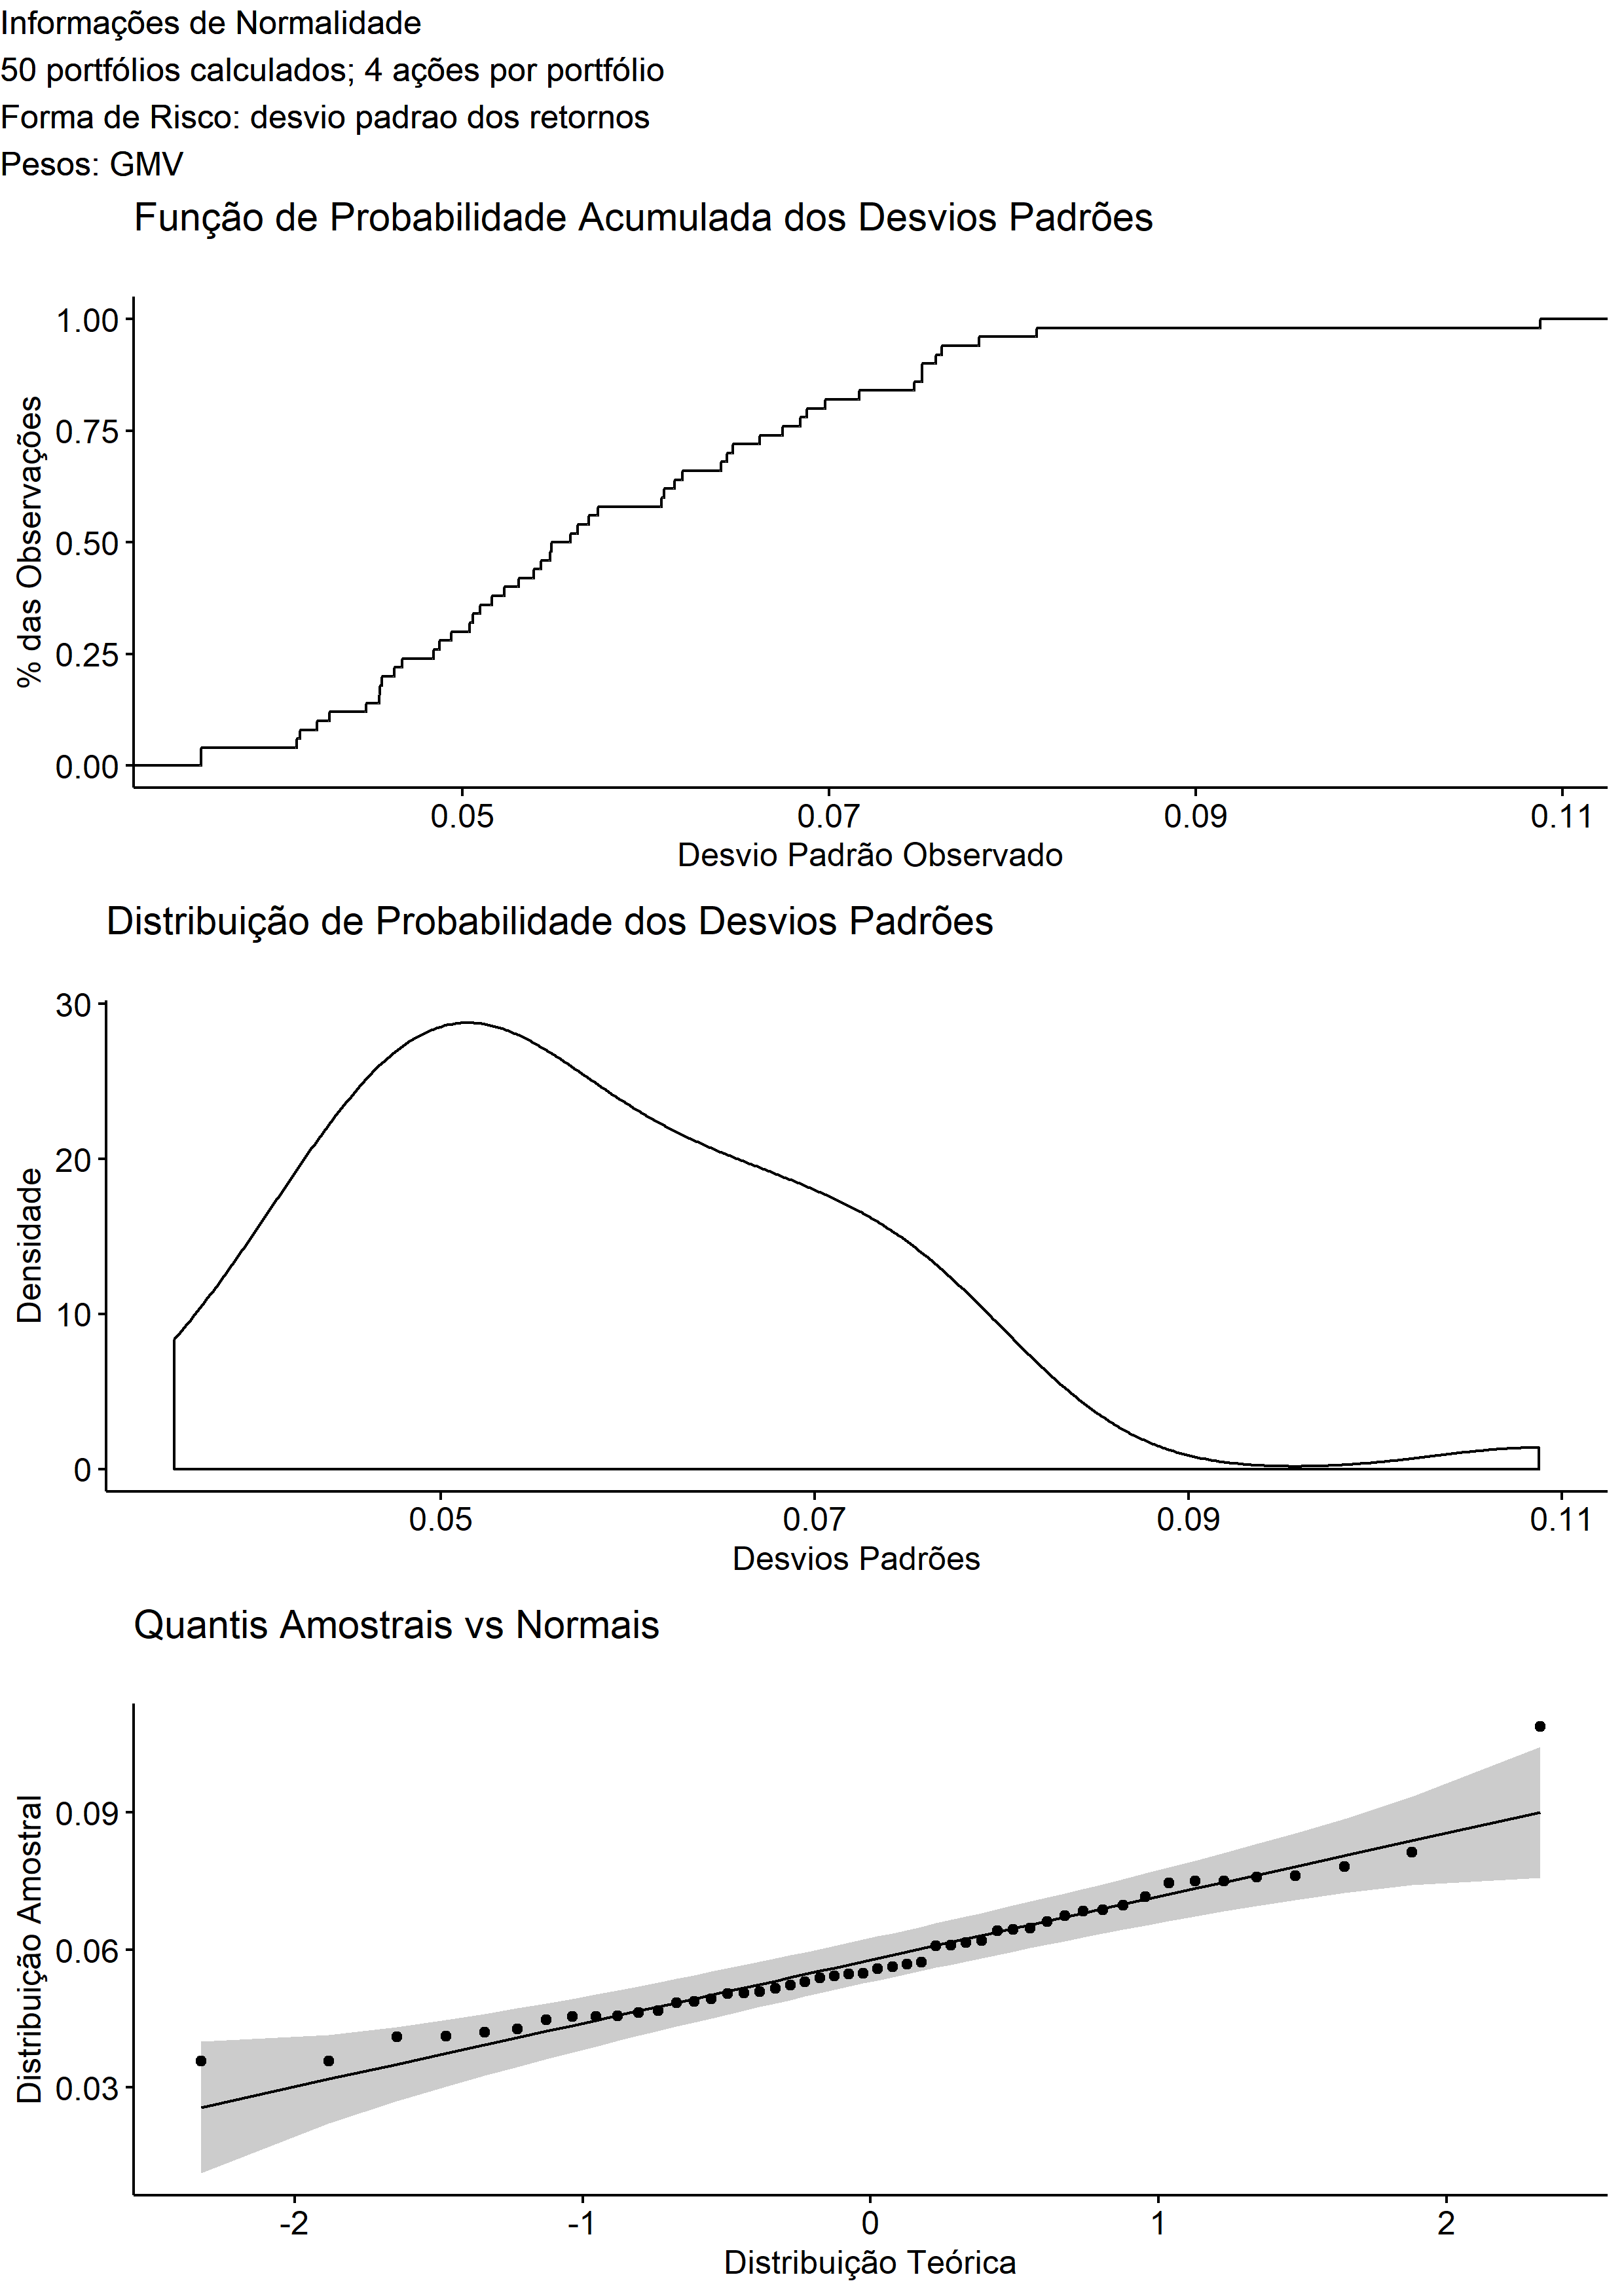 Informações de Normalidade
50 portfólios calculados; 4 ações por portfólio
Forma de Risco: desvio padrao dos retornos
Pesos: GMV
Função de Probabilidade Acumulada dos Desvios Padrões
% das Observações
1.00
0.75
0.50
0.25
0.00
0.05 0.07 0.09 0.11
Desvio Padrão Observado
Distribuição de Probabilidade dos Desvios Padrões
Densidade
30
20
10
0
0.05 0.07 0.09 0.11
Desvios Padrões
Quantis Amostrais vs Normais
Distribuição Amostral
0.09
0.06
0.03
-2 -1 0 1 2
Distribuição Teórica